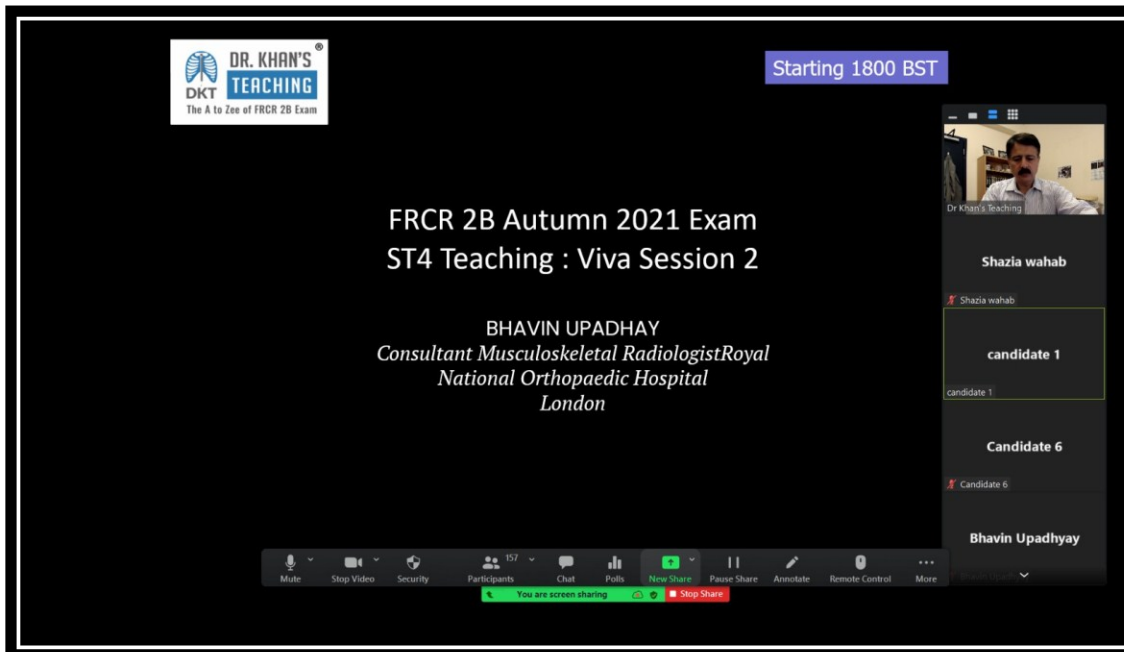 DR. KHAN'S ®
TEACHING
DKT
The A to Zee of FRCR 2B Exam
Starting 1800 BST
FRCR 2B Autumn 2021 Exam
ST4 Teaching : Viva Session 2
BHAVIN UPADHAY
Consultant Musculoskeletal RadiologistRoyal
National Orthopaedic Hospital
London
Dr Khan's Teaching
Shazia wahab
Shazia wahab
candidate 1
candidate 1
Candidate 6
Candidate 6
Bhavin Upadhyay
Mute
Stop Video
Security
157
Participants
Chat
Polls
New Share
Pause Share
Annotate
Remote Control
More
You are screen sharing
Stop Share